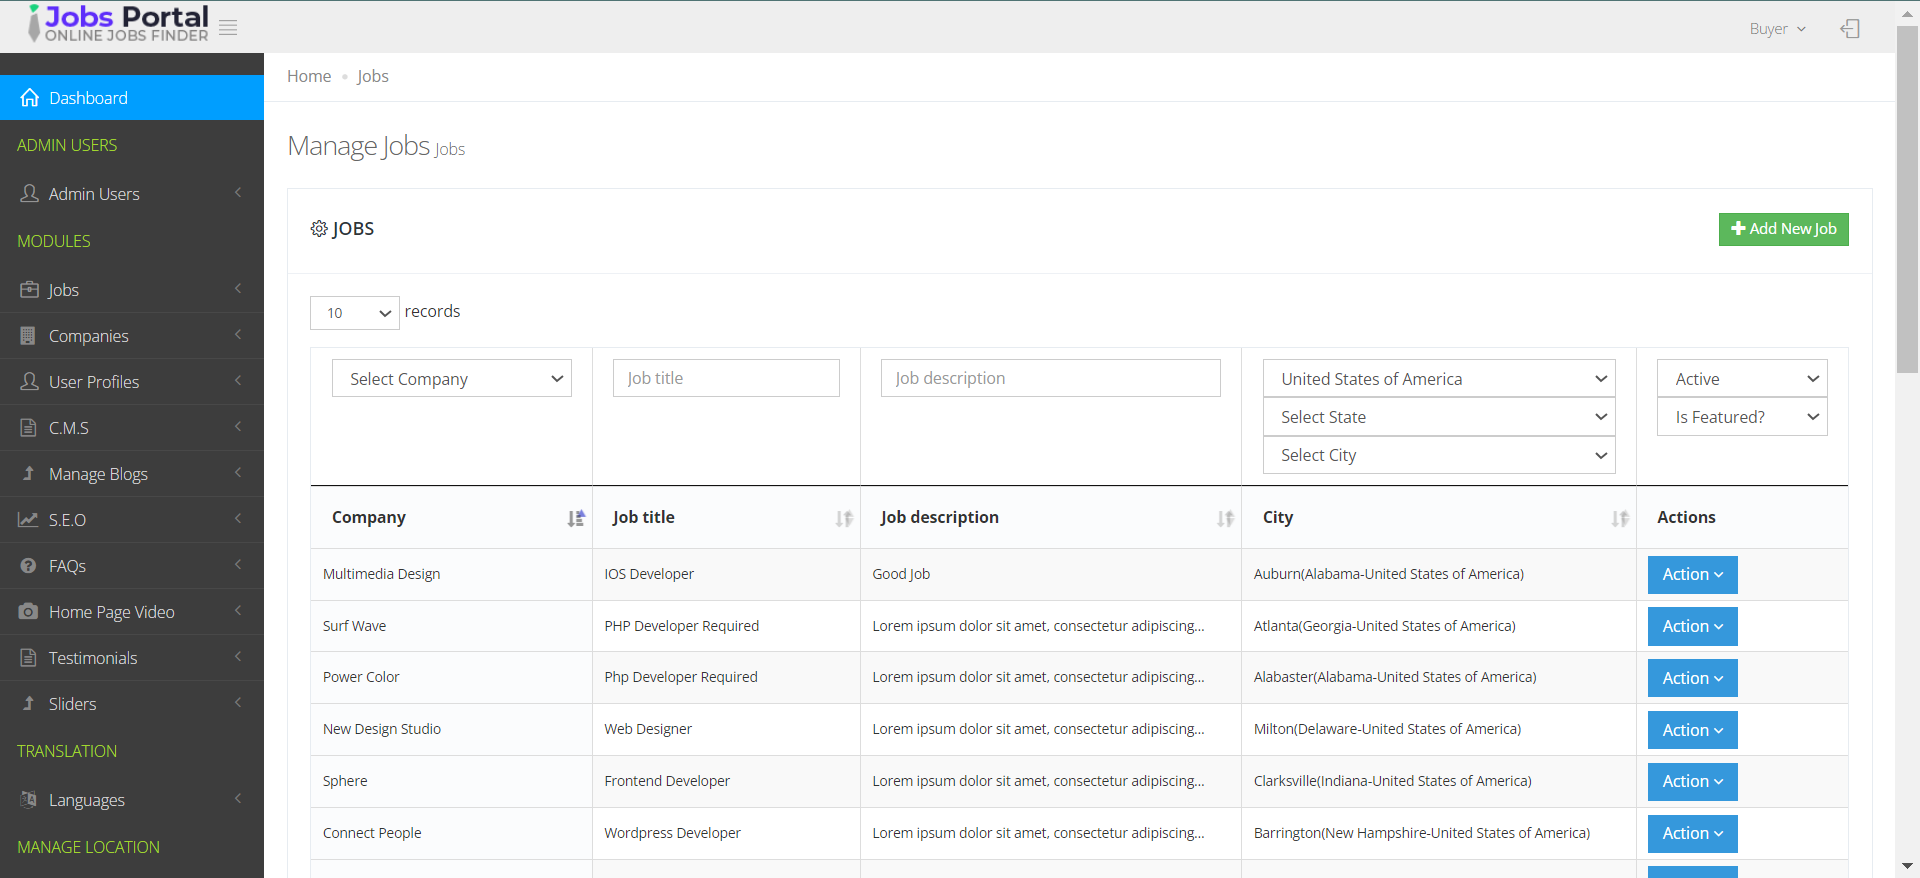 Jobs Portal
ONLINE JOBS FINDER
Buyer
Dashboard
ADMIN USERS
Admin Users
MODULES
Jobs
Companies
User Profiles
C.M.S
Manage Blogs
S.E.O
FAQs
Home Page Video
Testimonials
Sliders
TRANSLATION
Languages
MANAGE LOCATION
Home • Jobs
Manage Jobs Jobs
JOBS
Add New Job
10 records
Select Company
Job title
Job description
United States of America
Select State
Select City
Active
Is Featured?
Company Job title Job description City Actions
Multimedia Design IOS Developer Good Job Auburn(Alabama-United States of America) Action
Surf Wave PHP Developer Required Lorem ipsum dolor sit amet, consectetur adipiscing... Atlanta(Georgia-United States of America) Action
Power Color Php Developer Required Lorem ipsum dolor sit amet, consectetur adipiscing... Alabaster(Alabama-United States of America) Action
New Design Studio Web Designer Lorem ipsum dolor sit amet, consectetur adipiscing... Milton(Delaware-United States of America) Action
Sphere Frontend Developer Lorem ipsum dolor sit amet, consectetur adipiscing... Clarksville(Indiana-United States of America) Action
Connect People Wordpress Developer Lorem ipsum dolor sit amet, consectetur adipiscing... Barrington(New Hampshire-United States of America) Action